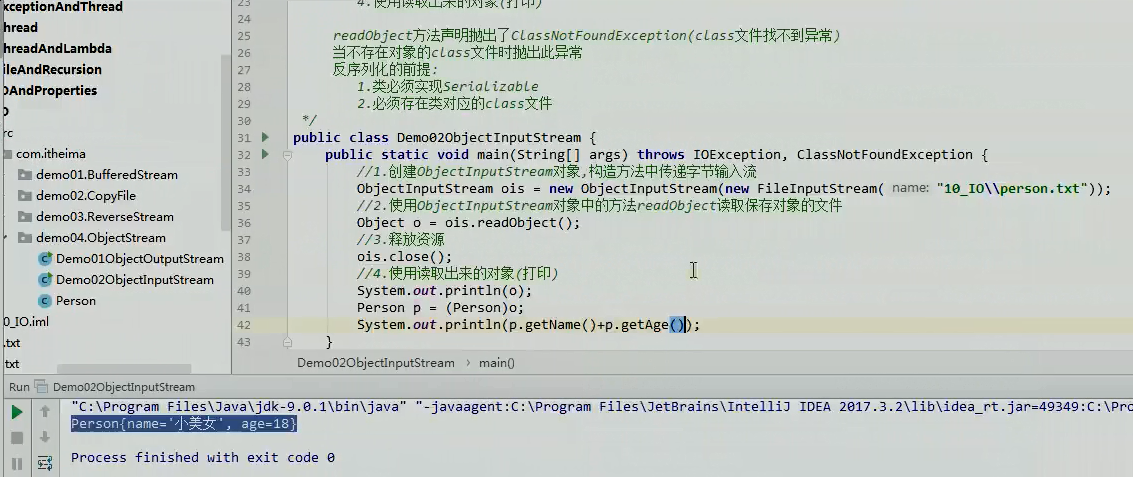 xceptionAndThread
hread
hreadAndLambda
ileAndRecursion
OAndProperties
O
rc
com.itheima
demo01.BufferedStream
demo02.CopyFile
demo03.ReverseStream
demo04.ObjectStream
Demo01ObjectOutputStream
Demo02ObjectInputStream
Person
0_IO.iml
.txt
.txt
23 4.使用读取出来的对象(打印)
24
25 readObject方法声明抛出了ClassNotFoundException(class文件找不到异常)
26 当不存在对象的class文件时抛出此异常
27 反序列化的前提:
28 1.类必须实现Serializable
29 2.必须存在类对应的class文件
30 */
31 public class Demo02ObjectInputStream {
32 public static void main(String[] args) throws IOException, ClassNotFoundException {
33 //1.创建ObjectInputStream对象,构造方法中传递字节输入流
34 ObjectInputStream ois = new ObjectInputStream(new FileInputStream( name: "10_IO\\person.txt"));
35 //2.使用ObjectInputStream对象中的方法readObject读取保存对象的文件
36 Object o = ois.readObject();
37 //3.释放资源
38 ois.close();
39 //4.使用读取出来的对象(打印)
40 System.out.println(o);
41 Person p = (Person)o;
42 System.out.println(p.getName()+p.getAge());
43 }
Demo02ObjectInputStream › main()
Run Demo02ObjectInputStream
"C:\Program Files\Java\jdk-9.0.1\bin\java" "-javaagent:C:\Program Files\JetBrains\IntelliJ IDEA 2017.3.2\lib\idea_rt.jar=49349:C:\Pro
Person{name='小美女', age=18}
Process finished with exit code 0